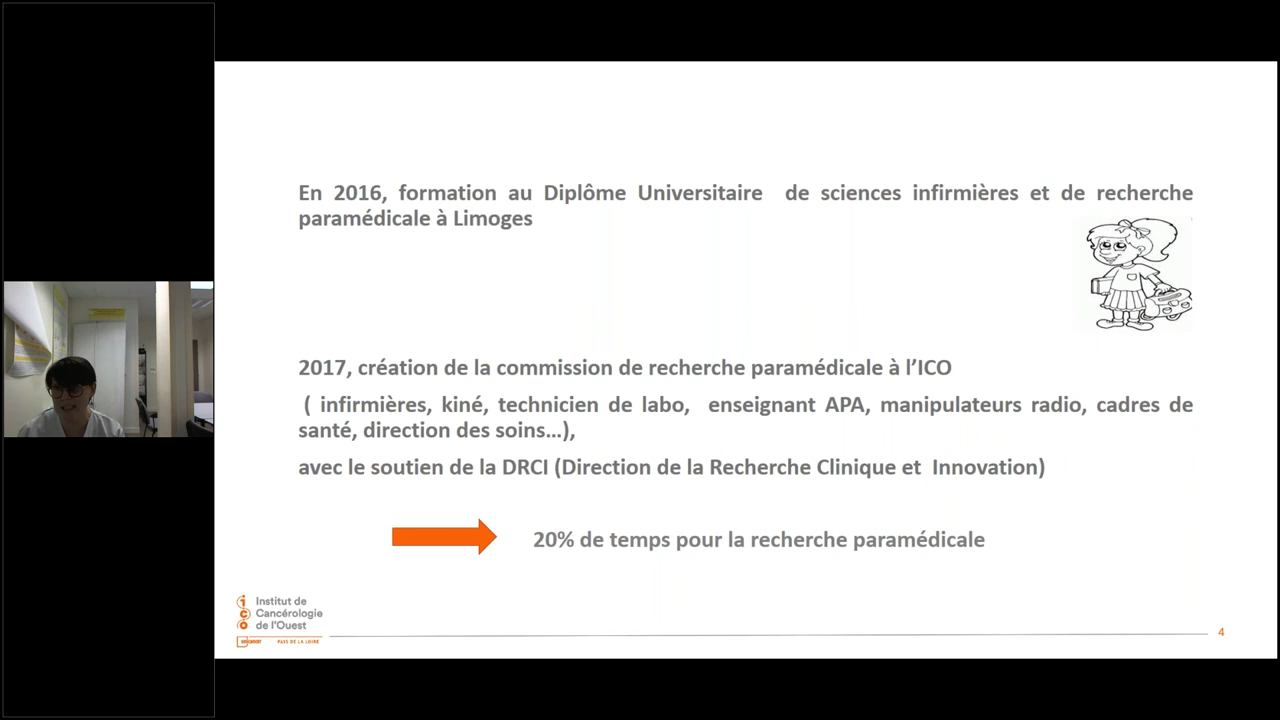 En 2016, formation au Diplôme Universitaire de sciences infirmières et de recherche
paramédicale à Limoges
2017, création de la commission de recherche paramédicale à l’ICO
( infirmières, kiné, technicien de labo, enseignant APA, manipulateurs radio, cadres de
santé, direction des soins…),
avec le soutien de la DRCI (Direction de la Recherche Clinique et Innovation)
20% de temps pour la recherche paramédicale
ico
Institut de
Cancérologie
de l'Ouest
unicancer PAYS DE LA LOIRE
4